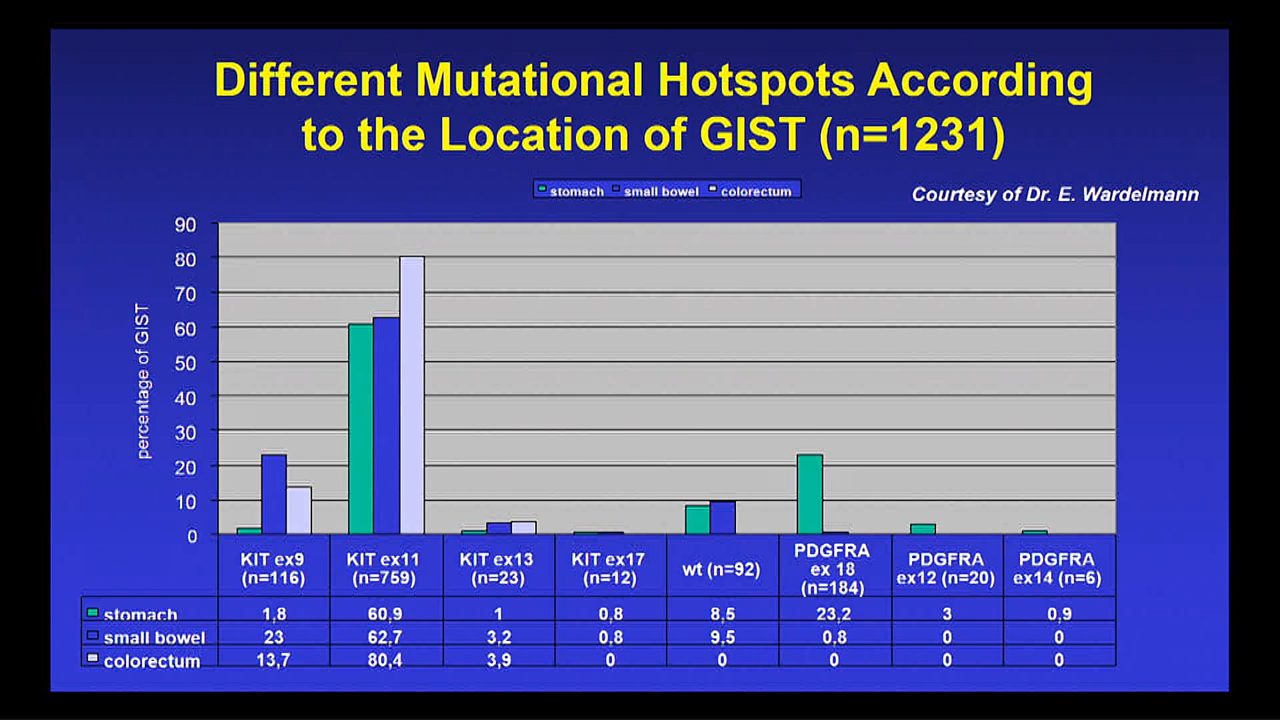 Different Mutational Hotspots According
to the Location of GIST (n=1231)
stomach small bowel colorectum
Courtesy of Dr. E. Wardelmann
percentage of GIST
90
80
70
60
50
40
30
20
10
0
KIT ex9 (n=116) KIT ex11 (n=759) KIT ex13 (n=23) KIT ex17 (n=12) wt (n=92) PDGFRA ex 18 (n=184) PDGFRA ex12 (n=20) PDGFRA ex14 (n=6)
stomach 1,8 60,9 1 0,8 8,5 23,2 3 0,9
small bowel 23 62,7 3,2 0,8 9,5 0,8 0 0
colorectum 13,7 80,4 3,9 0 0 0 0 0